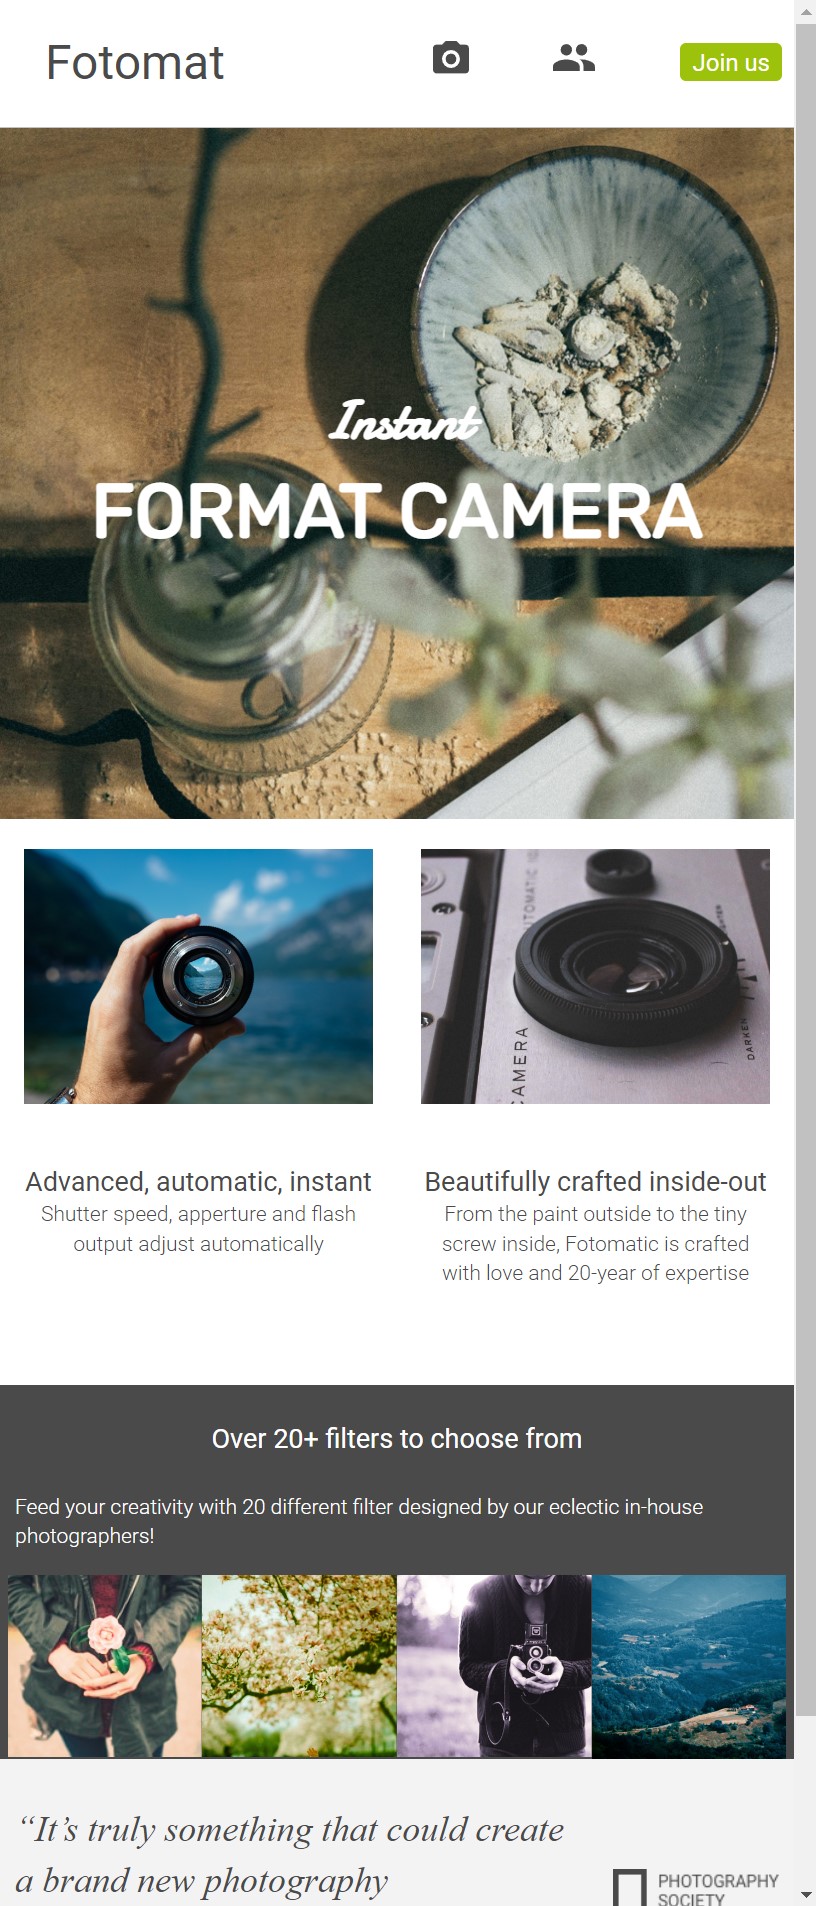 Fotomat
Join us
Instant
FORMAT CAMERA
AUTOMATIC
CAMERA
DARKEN
Advanced, automatic, instant
Shutter speed, apperture and flash
output adjust automatically
Beautifully crafted inside-out
From the paint outside to the tiny
screw inside, Fotomatic is crafted
with love and 20-year of expertise
Over 20+ filters to choose from
Feed your creativity with 20 different filter designed by our eclectic in-house
photographers!
“It’s truly something that could create
a brand new photography
PHOTOGRAPHY
SOCIETY